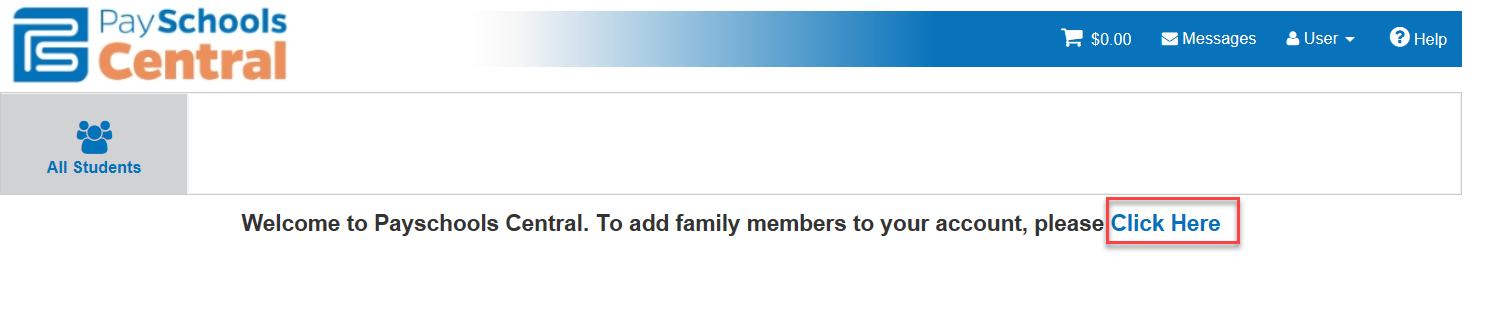 PaySchools
Central
$0.00 Messages User Help
All Students
Welcome to Payschools Central. To add family members to your account, please Click Here